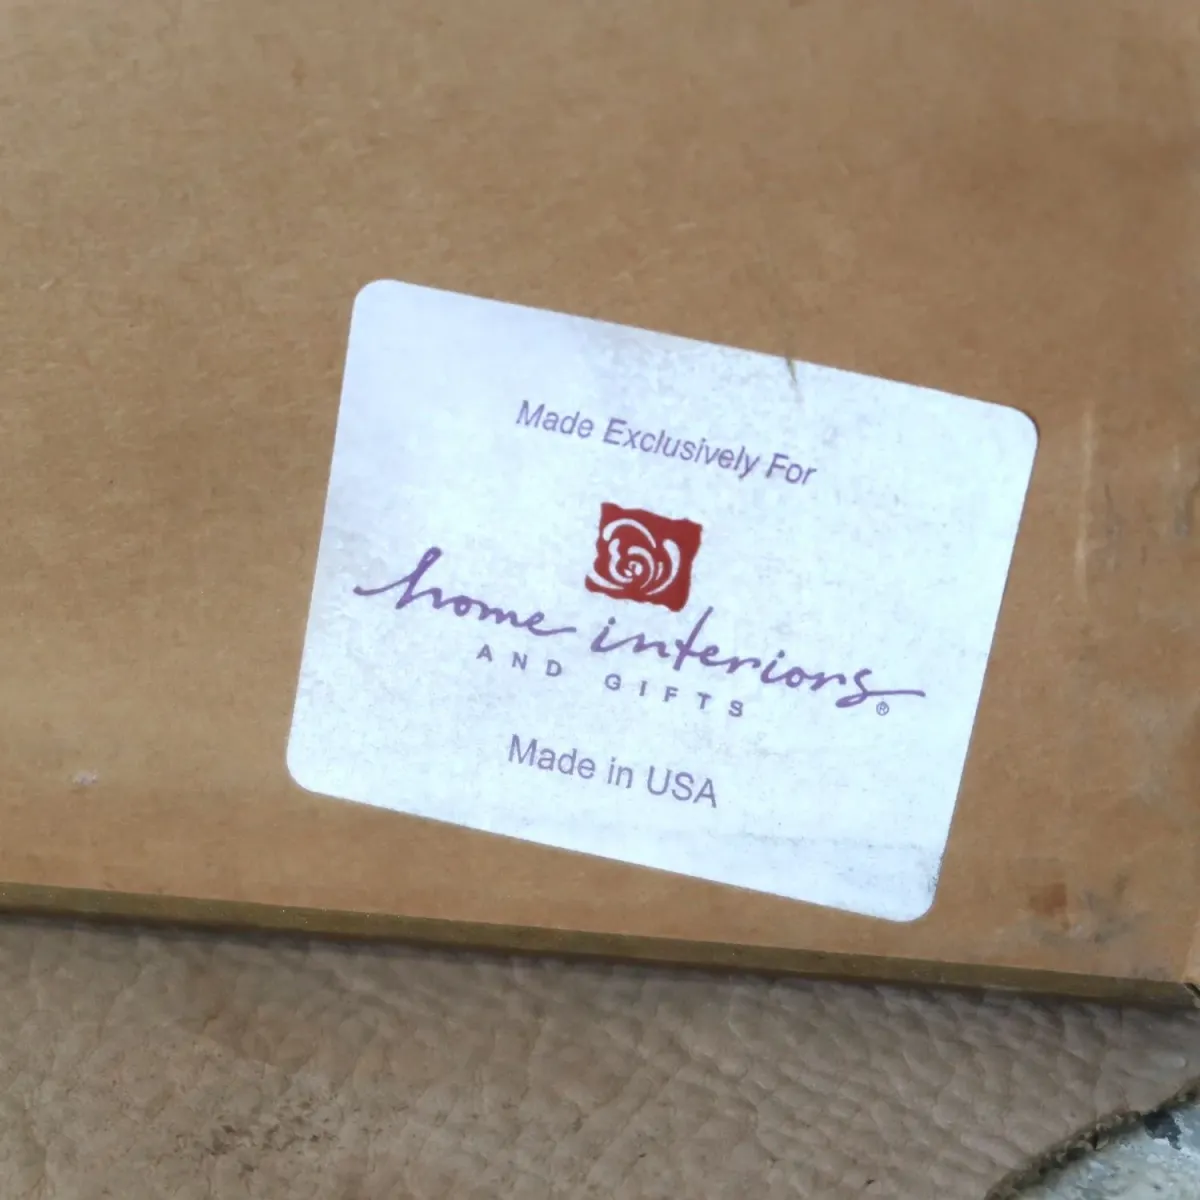 Made Exclusively For
home interiors
AND GIFTS®
Made in USA